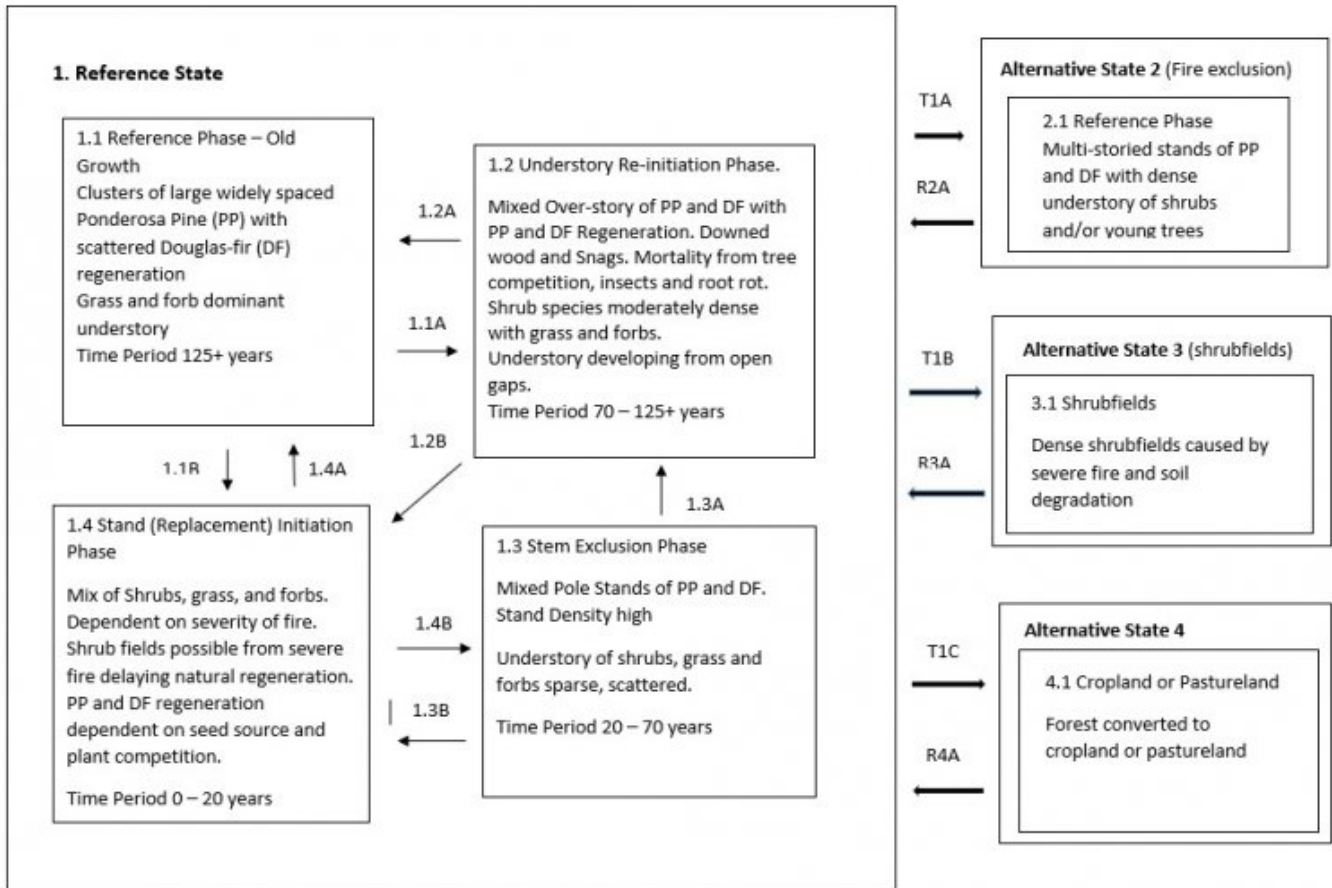 1. Reference State
1.1 Reference Phase – Old
Growth
Clusters of large widely spaced
Ponderosa Pine (PP) with
scattered Douglas-fir (DF)
regeneration
Grass and forb dominant
understory
Time Period 125+ years
1.2A
1.1A
1.2 Understory Re-initiation Phase.
Mixed Over-story of PP and DF with
PP and DF Regeneration. Downed
wood and Snags. Mortality from tree
competition, insects and root rot.
Shrub species moderately dense
with grass and forbs.
Understory developing from open
gaps.
Time Period 70 – 125+ years
1.1B
1.4A
1.2B
1.3A
1.4 Stand (Replacement) Initiation
Phase
Mix of Shrubs, grass, and forbs.
Dependent on severity of fire.
Shrub fields possible from severe
fire delaying natural regeneration.
PP and DF regeneration
dependent on seed source and
plant competition.
Time Period 0 – 20 years
1.4B
1.3B
1.3 Stem Exclusion Phase
Mixed Pole Stands of PP and DF.
Stand Density high
Understory of shrubs, grass and
forbs sparse, scattered.
Time Period 20 – 70 years
T1A
R2A
Alternative State 2 (Fire exclusion)
2.1 Reference Phase
Multi-storied stands of PP
and DF with dense
understory of shrubs
and/or young trees
T1B
R3A
Alternative State 3 (shrubfields)
3.1 Shrubfields
Dense shrubfields caused by
severe fire and soil
degradation
T1C
R4A
Alternative State 4
4.1 Cropland or Pastureland
Forest converted to
cropland or pastureland